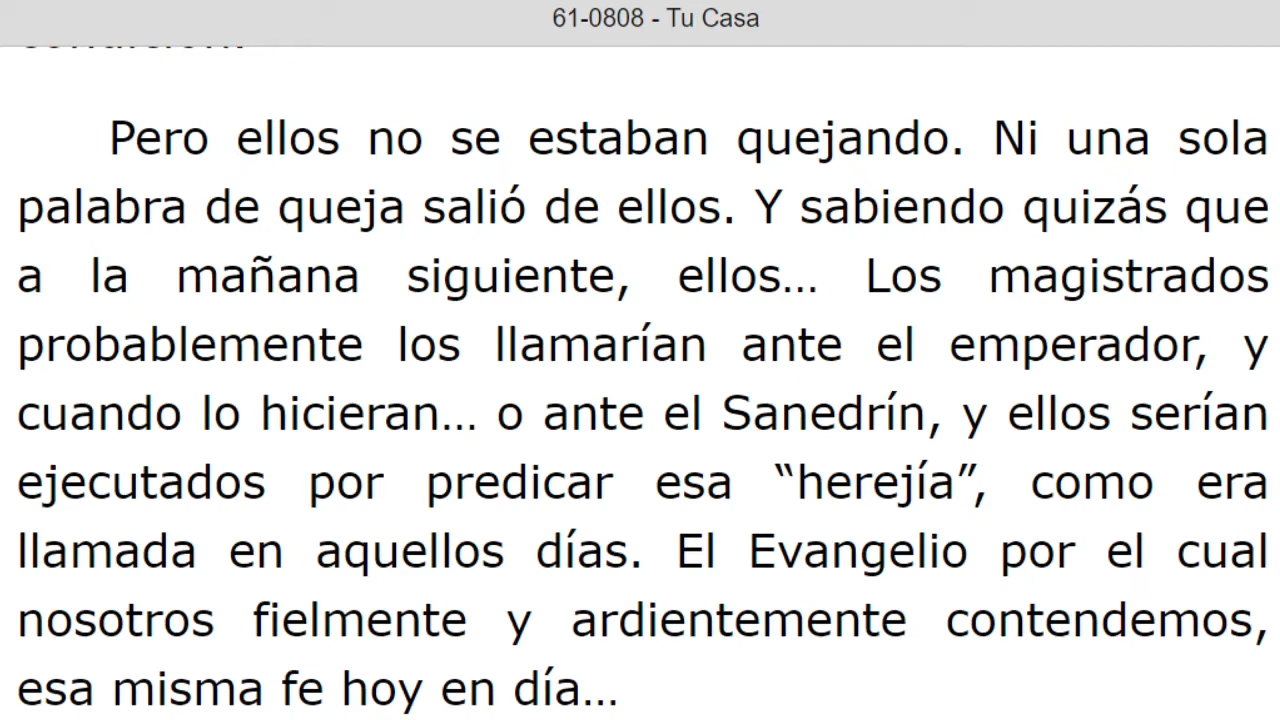 61-0808 - Tu Casa
Pero ellos no se estaban quejando. Ni una sola
palabra de queja salió de ellos. Y sabiendo quizás que
a la mañana siguiente, ellos… Los magistrados
probablemente los llamarían ante el emperador, y
cuando lo hicieran… o ante el Sanedrín, y ellos serían
ejecutados por predicar esa “herejía”, como era
llamada en aquellos días. El Evangelio por el cual
nosotros fielmente y ardientemente contendemos,
esa misma fe hoy en día…